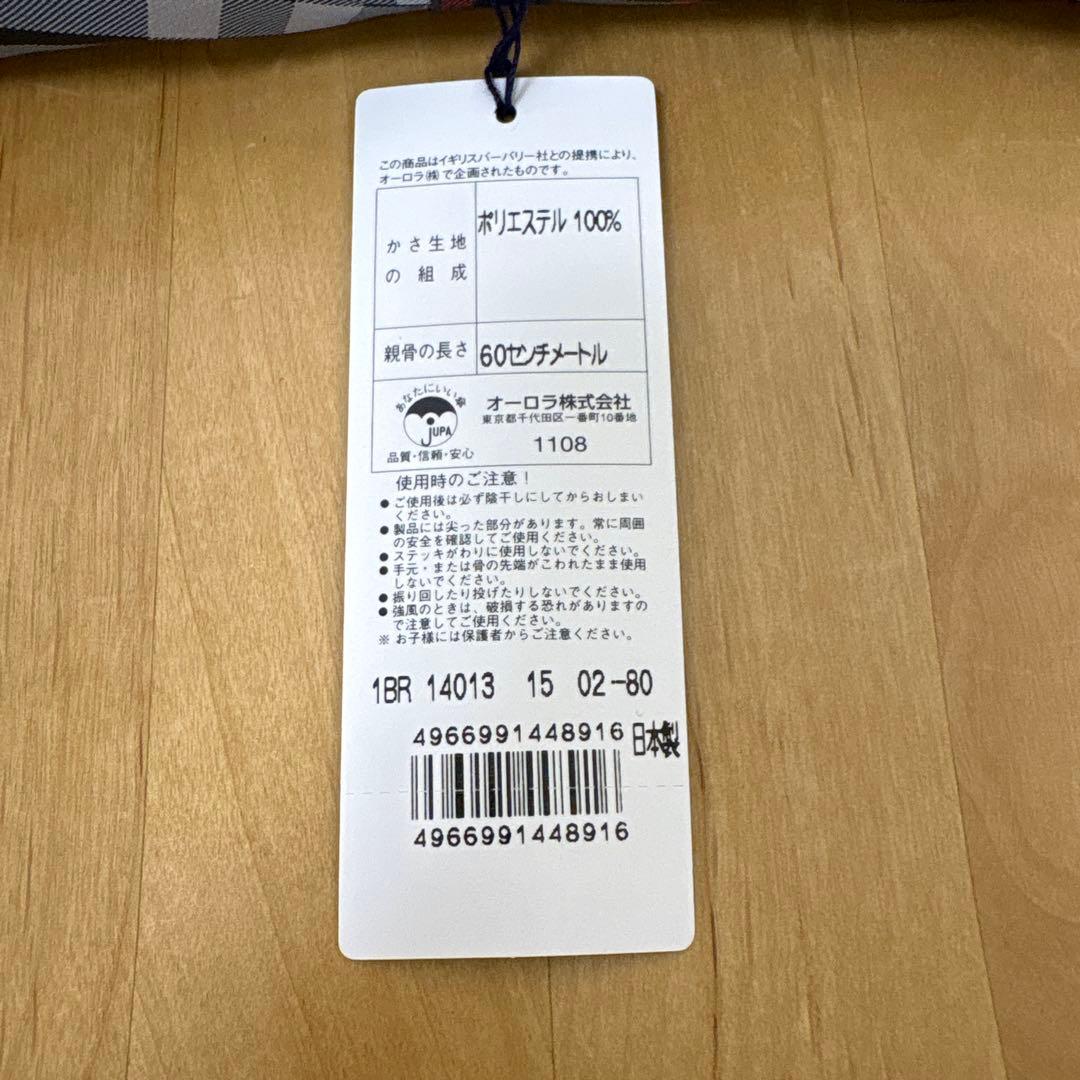 この商品はイギリスバーバリー社との提携により、
オーロラ㈱で企画されたものです。
かさ生地
の組成
ポリエステル 100%
親骨の長さ
60センチメートル
あなたにいい傘
JUPA
品質・信頼・安心
オーロラ株式会社
東京都千代田区一番町10番地
1108
使用時のご注意！
● ご使用後は必ず陰干しにしてからおしまい
ください。
● 製品には尖った部分があります。常に周囲
の安全を確認してご使用ください。
● ステッキがわりに使用しないでください。
● 手元・または骨の先端がこわれたまま使用
しないでください。
● 振り回したり投げたりしないでください。
● 強風のときは、破損する恐れがありますの
で注意してご使用ください。
※ お子様には保護者からご注意ください。
1BR 14013 15 02-80
4966991448916
日本製
4966991448916